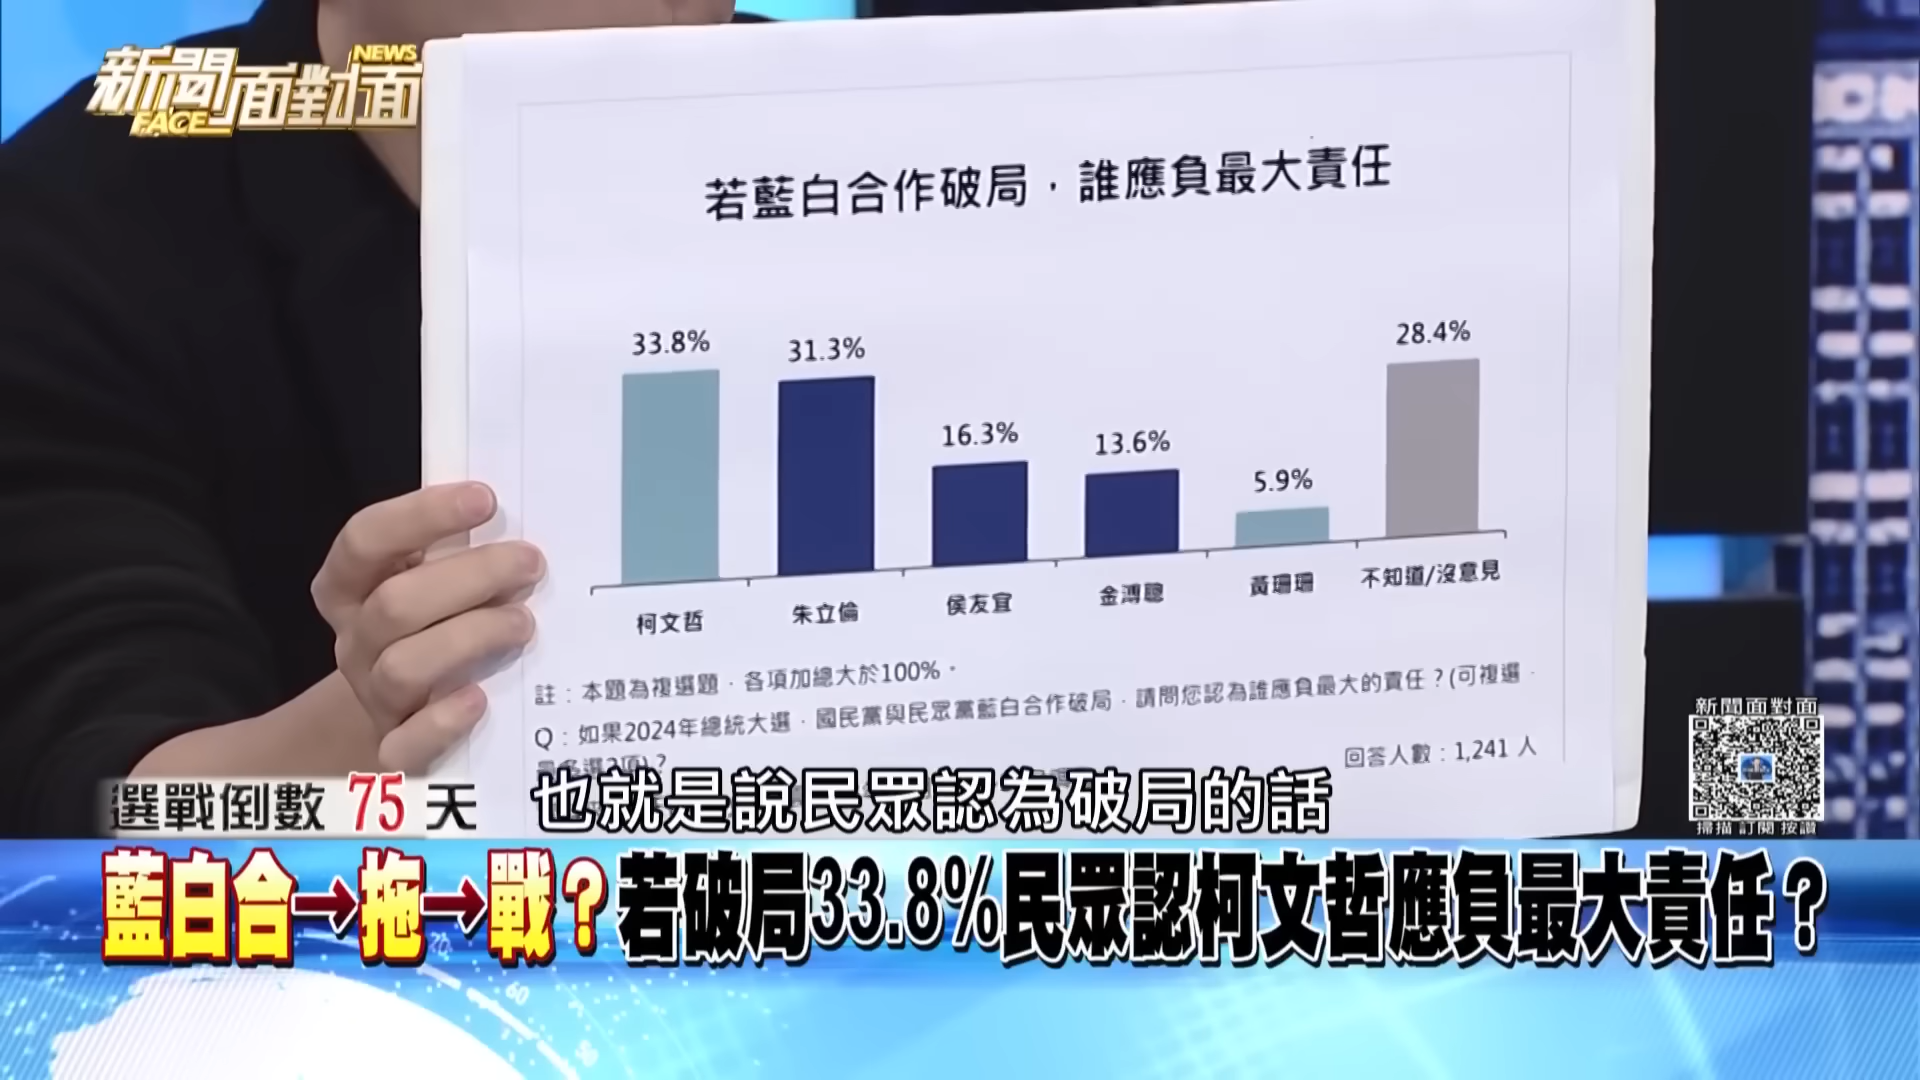 新聞面對面
NEWS
FACE
若藍白合作破局，誰應負最大責任
33.8%
31.3%
16.3%
13.6%
5.9%
28.4%
柯文哲
朱立倫
侯友宜
金溥聰
黃珊珊
不知道/沒意見
註：本題為複選題，各項加總大於100%。
Q：如果2024年總統大選，國民黨與民眾黨藍白合作破局，請問您認為誰應負最大的責任？(可複選，
最多選2項)？
回答人數：1,241 人
新聞面對面
掃描 訂閱 按讚
選戰倒數 75 天
也就是說民眾認為破局的話
藍白合→拖→戰？若破局33.8%民眾認柯文哲應負最大責任？